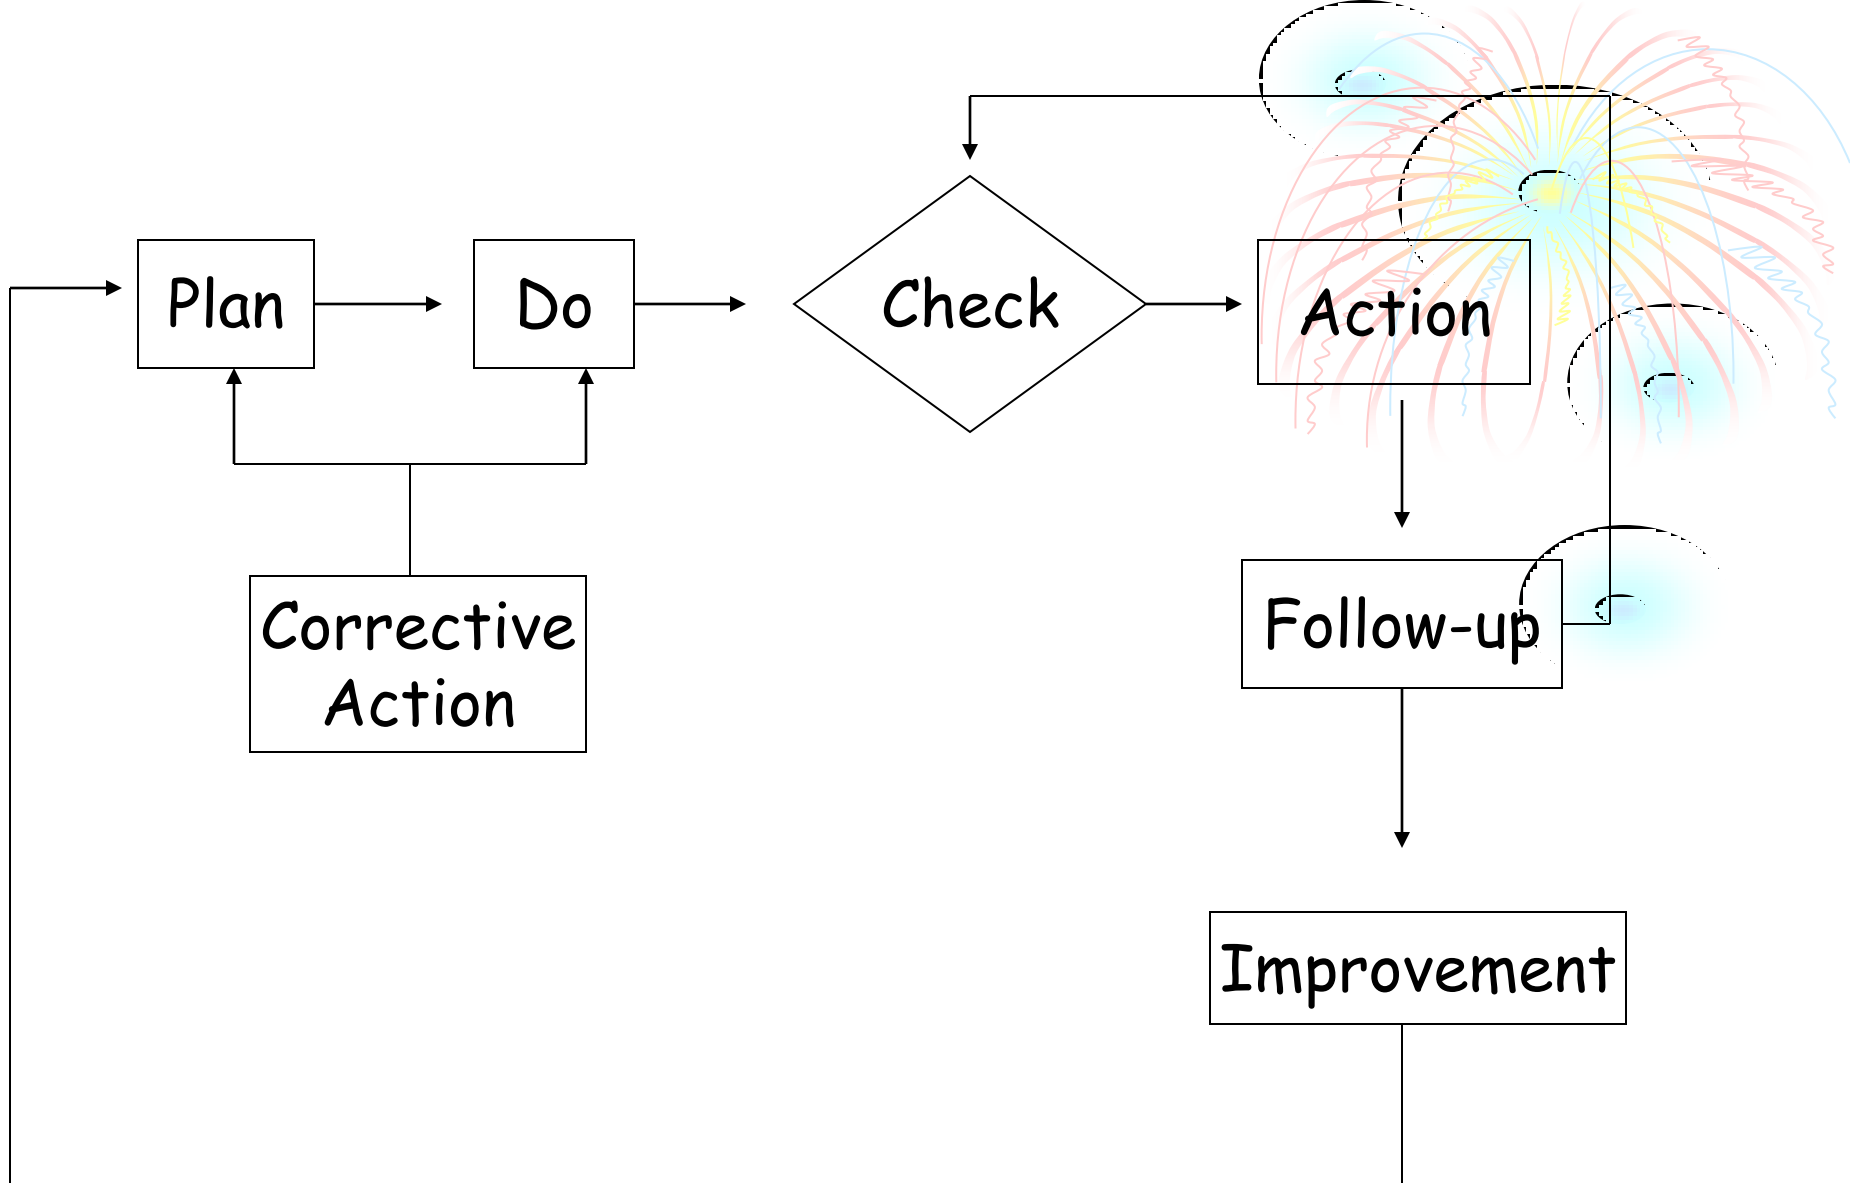 Plan
Do
Check
Action
Corrective
Action
Follow-up
Improvement